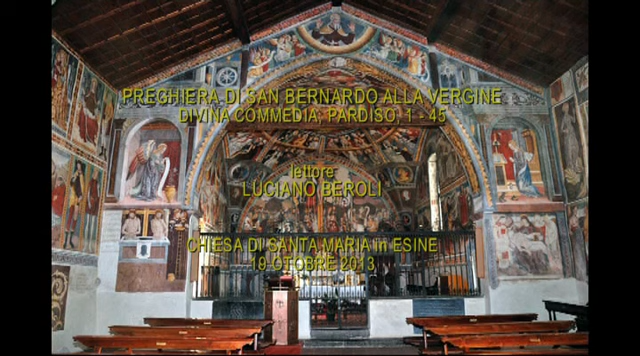 PREGHIERA DI SAN BERNARDO ALLA VERGINE
DIVINA COMMEDIA, PARDISO, 1 - 45
lettore
LUCIANO BEROLI
CHIESA DI SANTA MARIA in ESINE
19 OTOBRE 2013